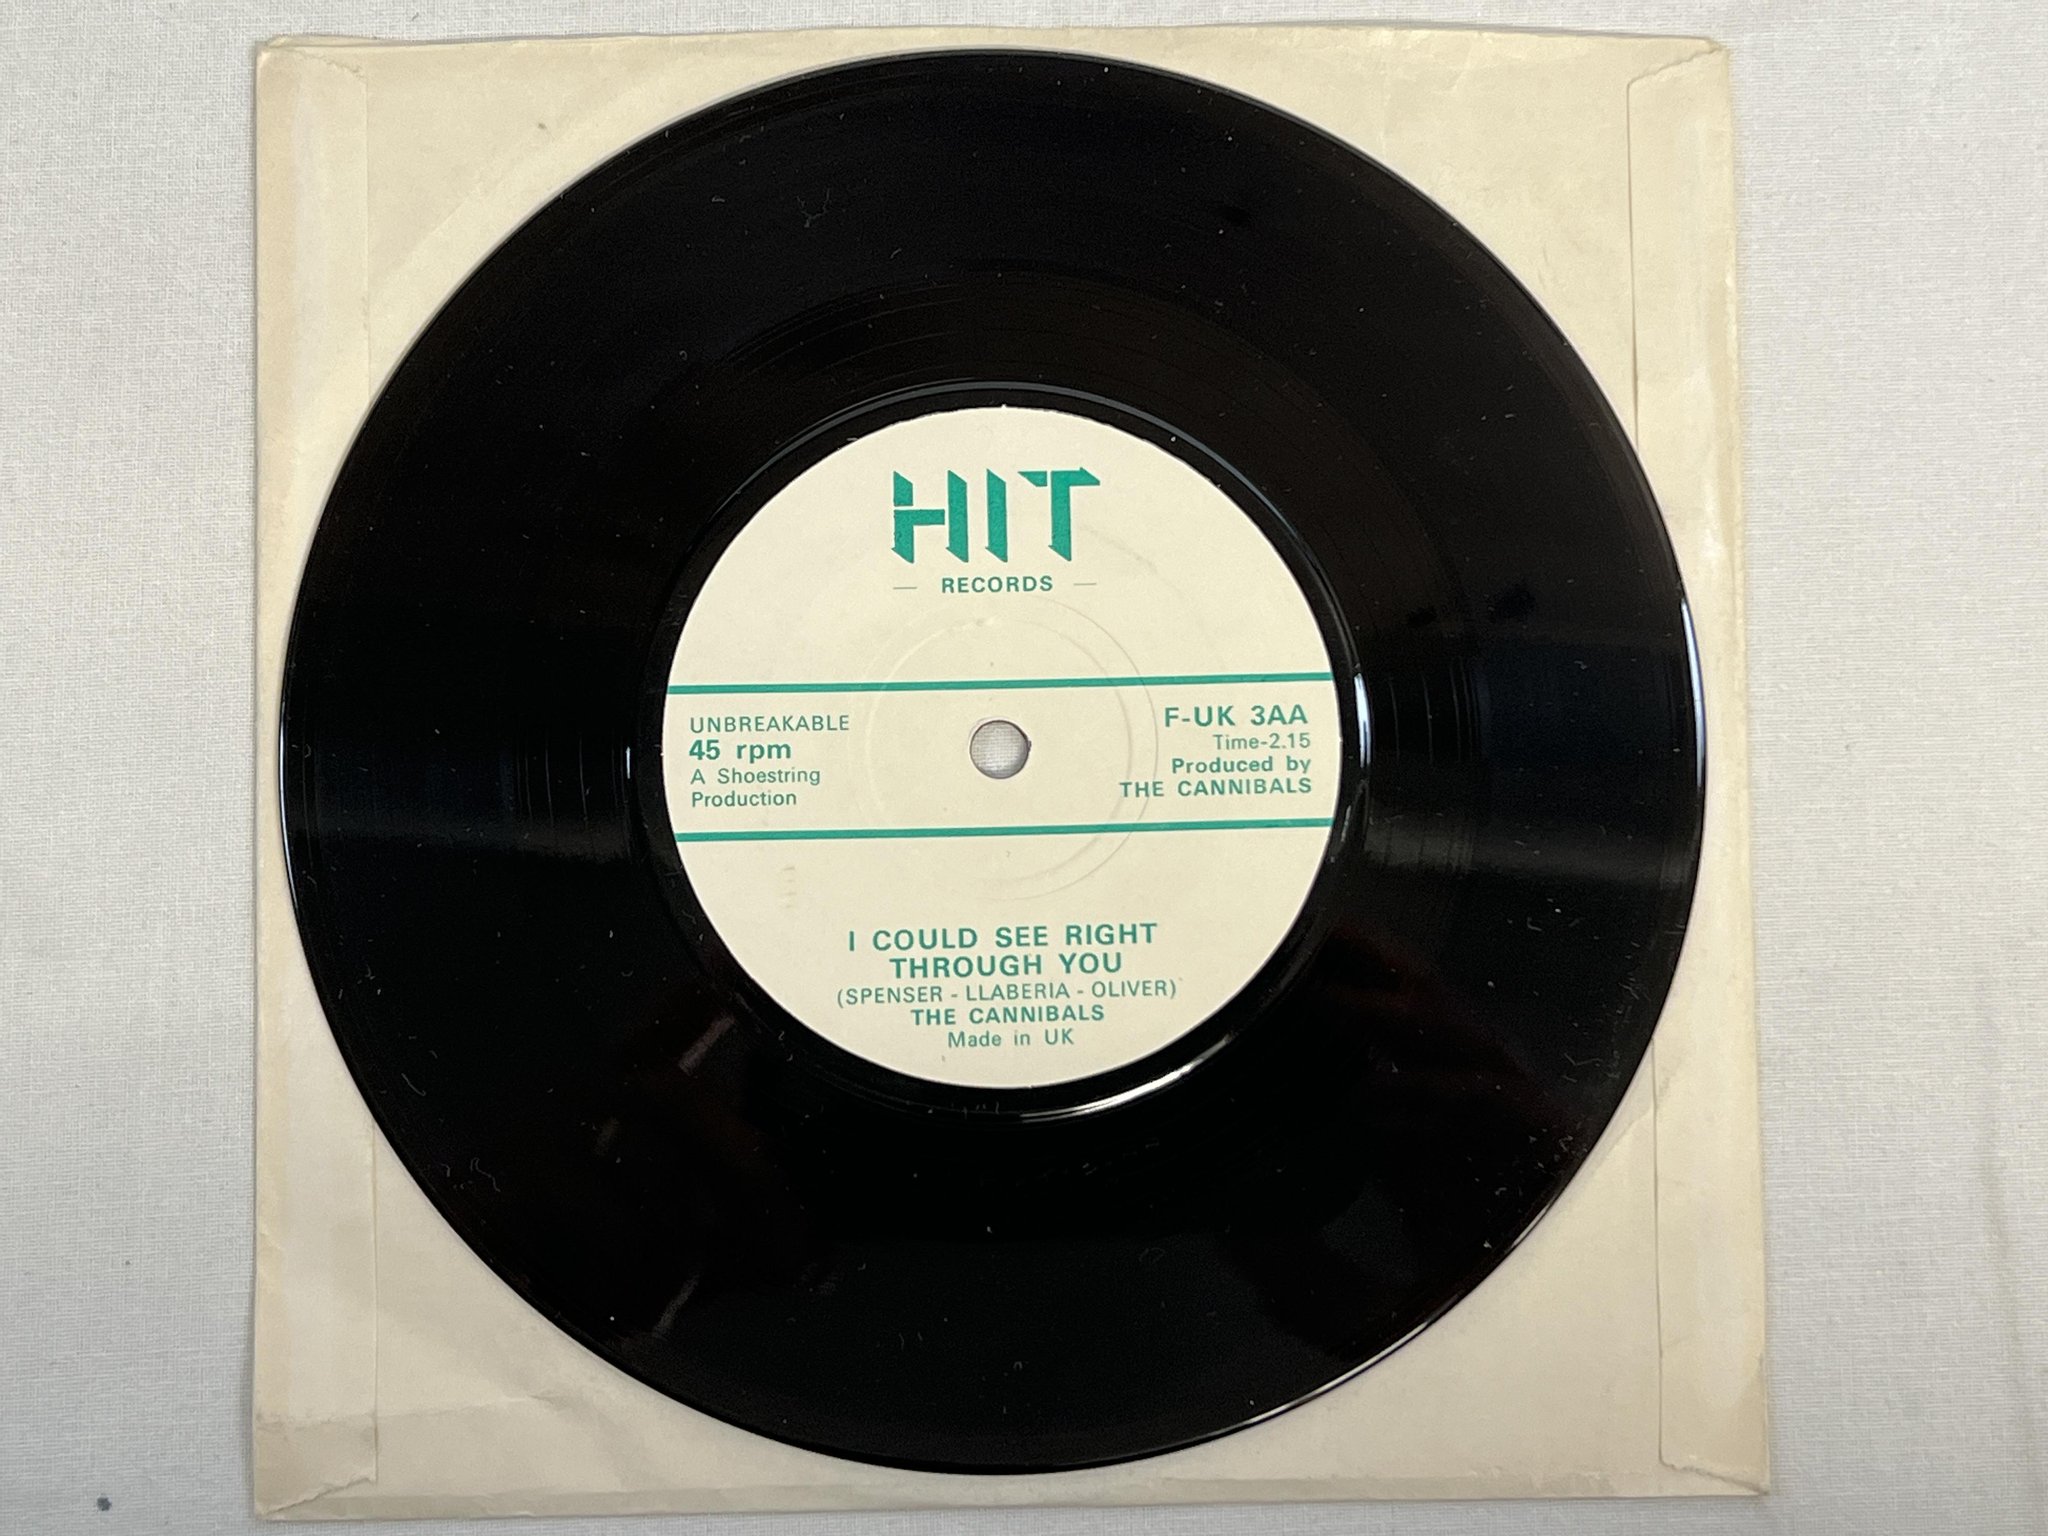 HIT
RECORDS
UNBREAKABLE
45 rpm
A Shoestring
Production
F-UK 3AA
Time-2.15
Produced by
THE CANNIBALS
I COULD SEE RIGHT
THROUGH YOU
(SPENSER - LLABERIA - OLIVER)
THE CANNIBALS
Made in UK